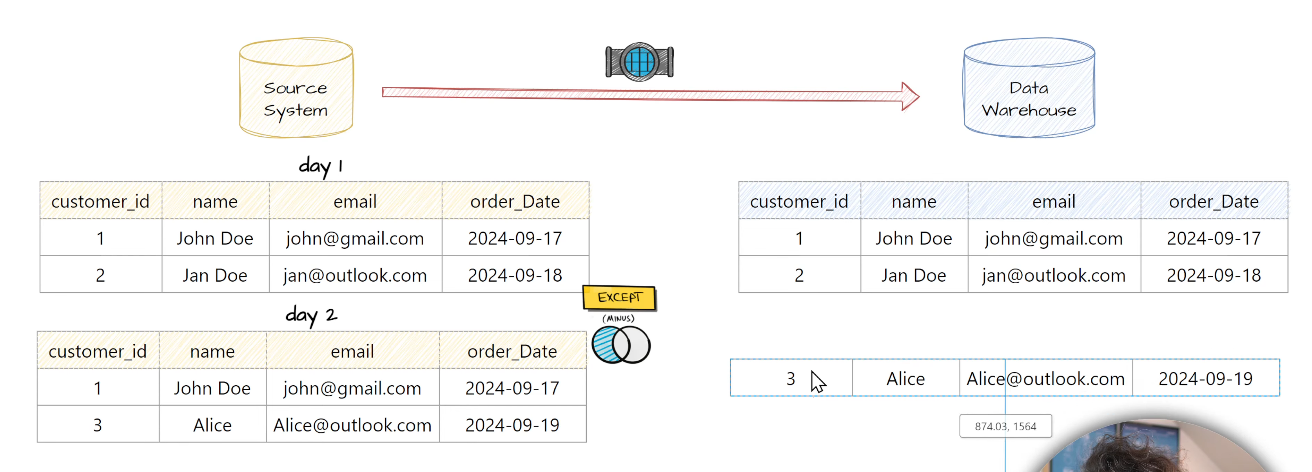 Source
System
Data
Warehouse
day 1
customer_id name email order_Date
1 John Doe john@gmail.com 2024-09-17
2 Jan Doe jan@outlook.com 2024-09-18
customer_id name email order_Date
1 John Doe john@gmail.com 2024-09-17
2 Jan Doe jan@outlook.com 2024-09-18
EXCEPT
(MINUS)
day 2
customer_id name email order_Date
1 John Doe john@gmail.com 2024-09-17
3 Alice Alice@outlook.com 2024-09-19
3 Alice Alice@outlook.com 2024-09-19
874.03, 1564